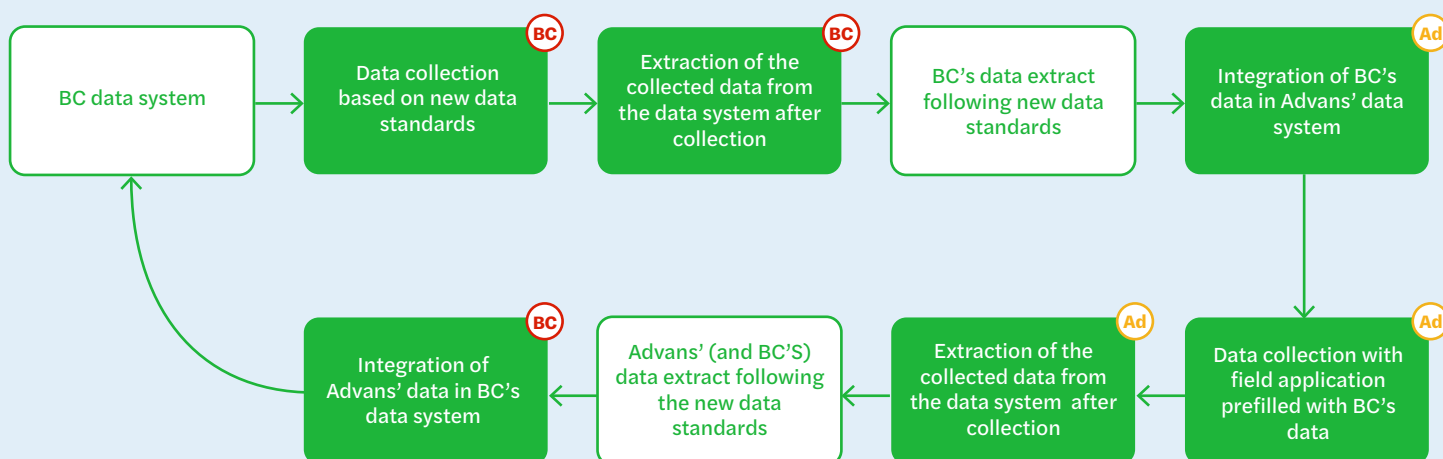 BC data system
BC
Data collection
based on new data
standards
BC
Extraction of the
collected data from
the data system after
collection
BC's data extract
following new data
standards
Ad
Integration of BC's
data in Advans' data
system
BC
Integration of
Advans' data in BC's
data system
Advans' (and BC'S)
data extract following
the new data
standards
Ad
Extraction of the
collected data from
the data system after
collection
Ad
Data collection with
field application
prefilled with BC's
data